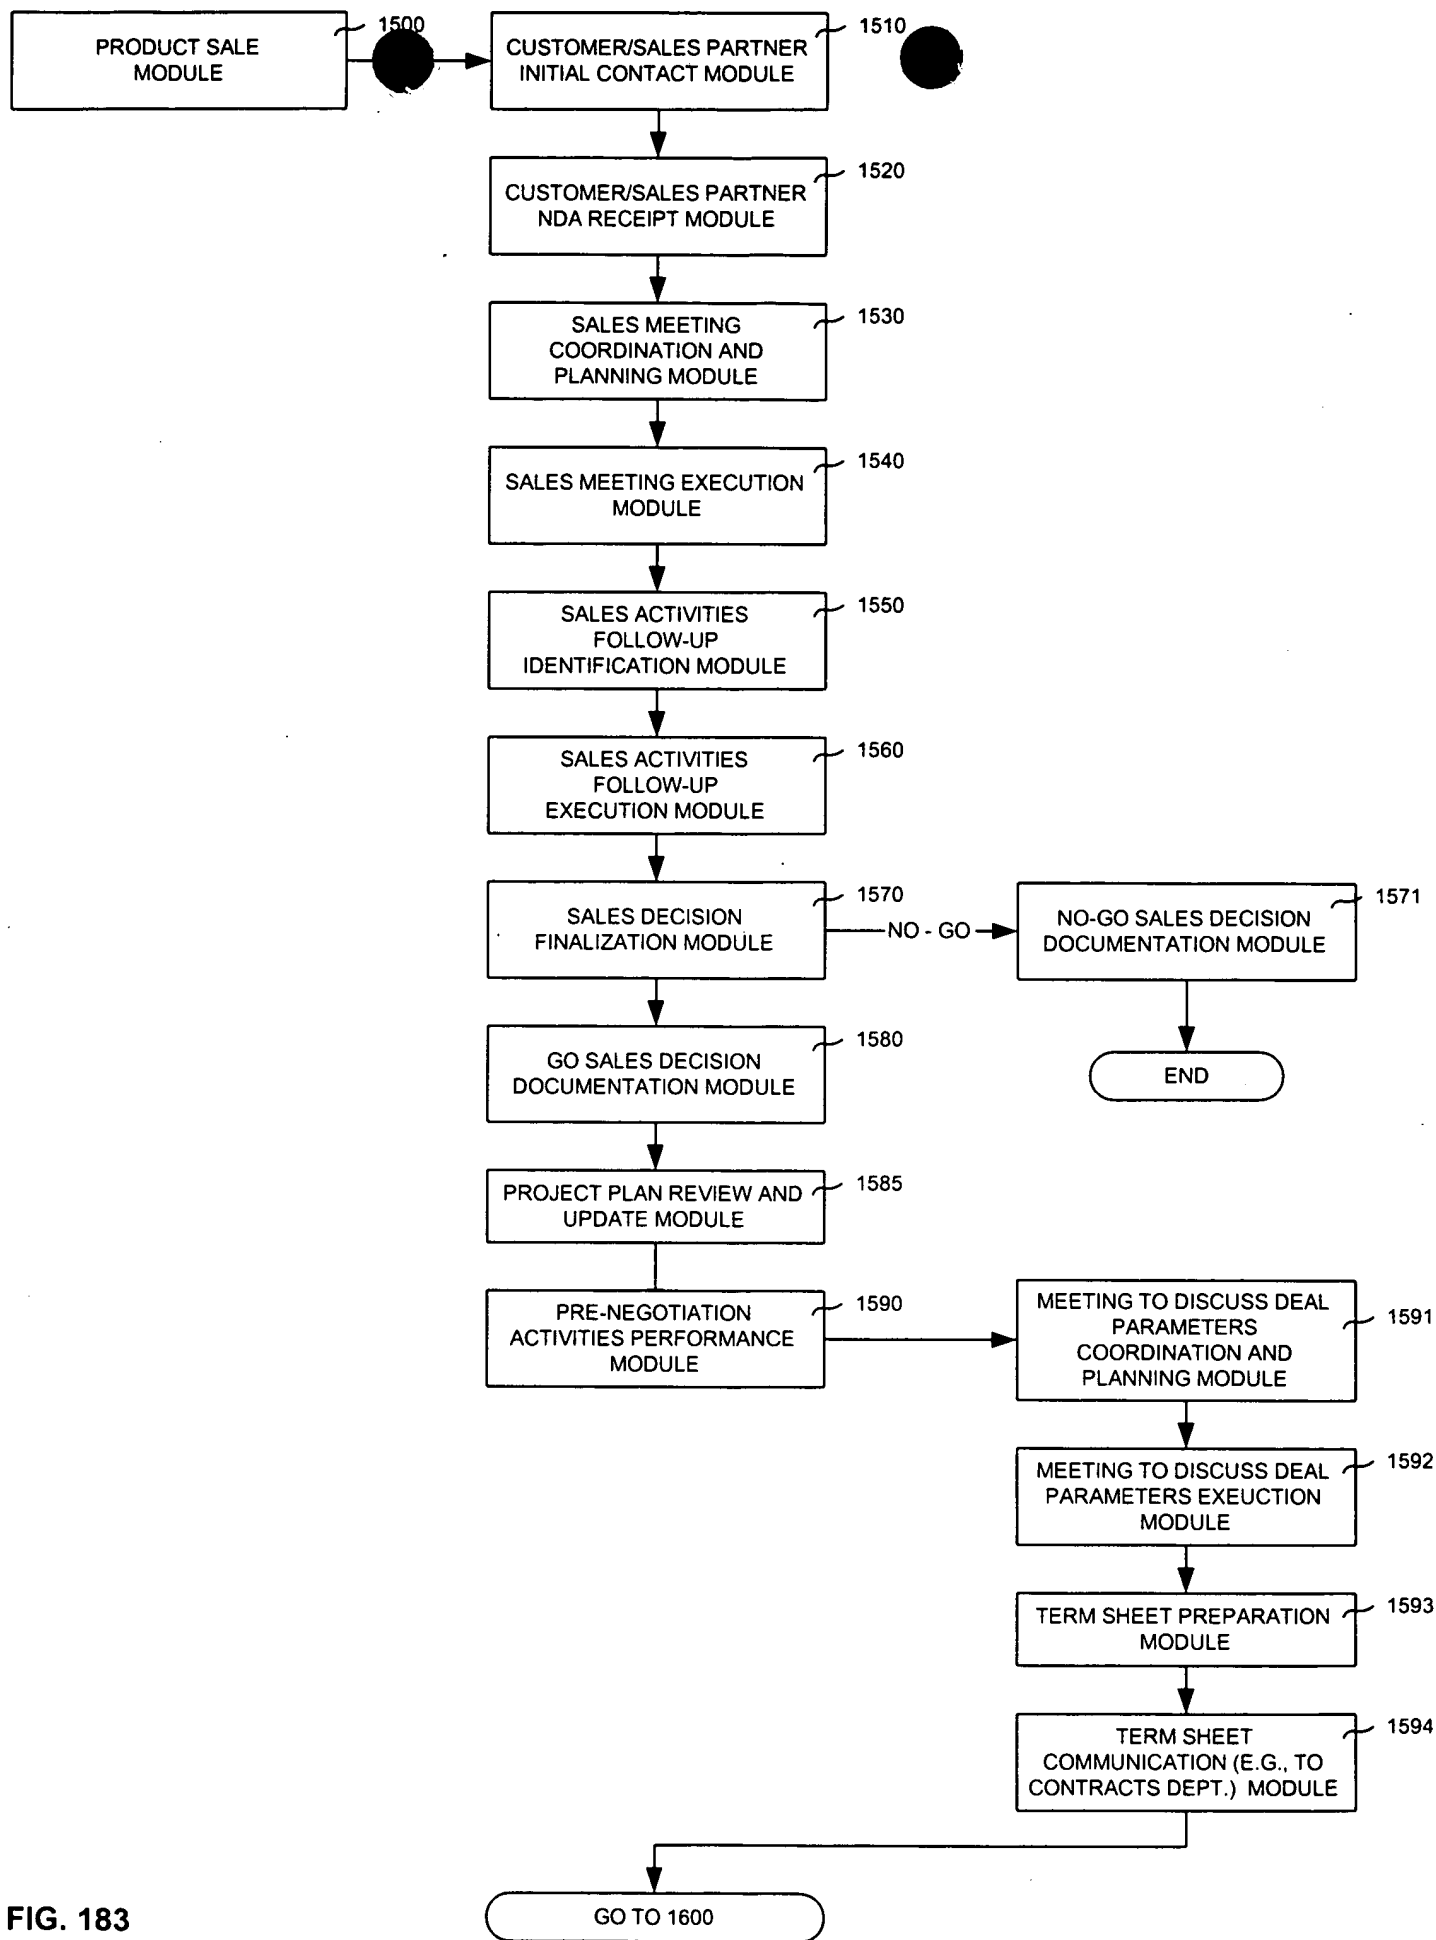 PRODUCT SALE
MODULE
1500
CUSTOMER/SALES PARTNER
INITIAL CONTACT MODULE
1510
CUSTOMER/SALES PARTNER
NDA RECEIPT MODULE
1520
SALES MEETING
COORDINATION AND
PLANNING MODULE
1530
SALES MEETING EXECUTION
MODULE
1540
SALES ACTIVITIES
FOLLOW-UP
IDENTIFICATION MODULE
1550
SALES ACTIVITIES
FOLLOW-UP
EXECUTION MODULE
1560
SALES DECISION
FINALIZATION MODULE
1570
NO - GO
NO-GO SALES DECISION
DOCUMENTATION MODULE
1571
END
GO SALES DECISION
DOCUMENTATION MODULE
1580
PROJECT PLAN REVIEW AND
UPDATE MODULE
1585
PRE-NEGOTIATION
ACTIVITIES PERFORMANCE
MODULE
1590
MEETING TO DISCUSS DEAL
PARAMETERS
COORDINATION AND
PLANNING MODULE
1591
MEETING TO DISCUSS DEAL
PARAMETERS EXEUCTION
MODULE
1592
TERM SHEET PREPARATION
MODULE
1593
TERM SHEET
COMMUNICATION (E.G., TO
CONTRACTS DEPT.) MODULE
1594
GO TO 1600
FIG. 183